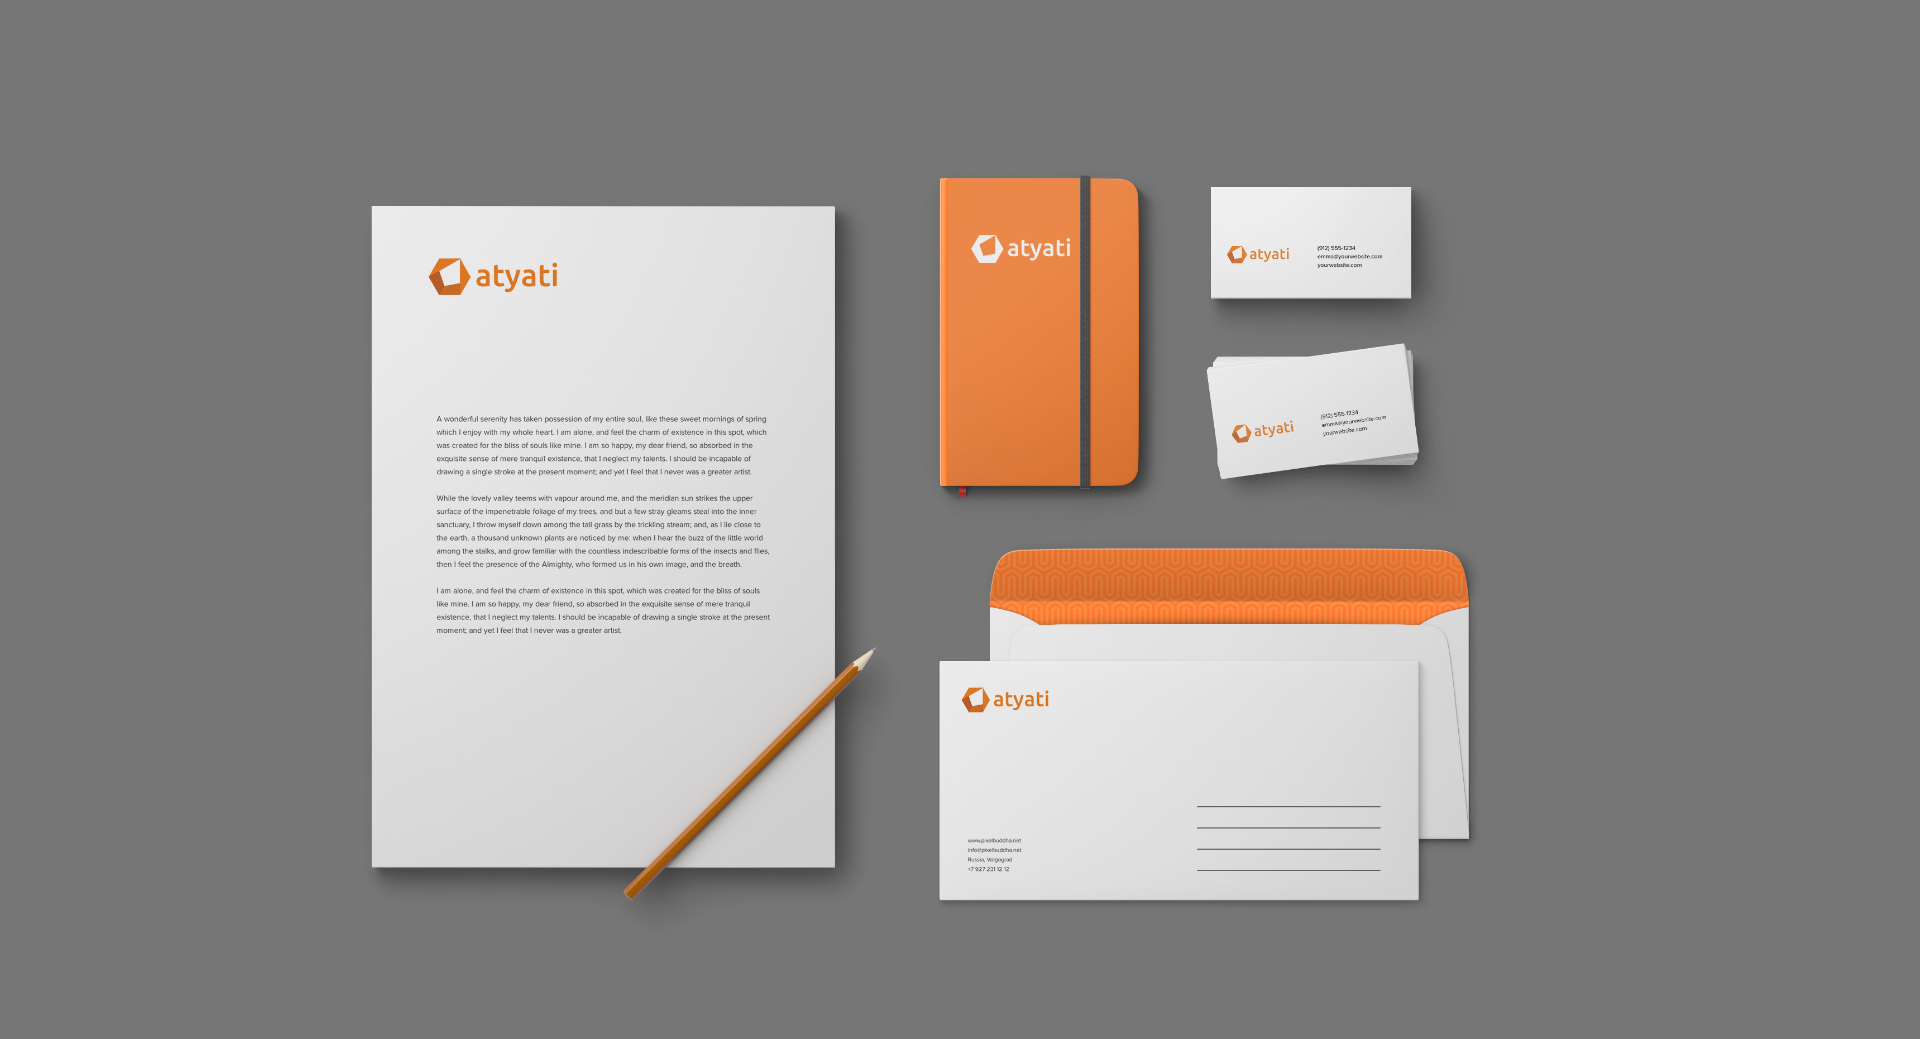 atyati
A wonderful serenity has taken possession of my entire soul, like these sweet mornings of spring
which I enjoy with my whole heart. I am alone, and feel the charm of existence in this spot, which
was created for the bliss of souls like mine. I am so happy, my dear friend, so absorbed in the
exquisite sense of mere tranquil existence, that I neglect my talents. I should be incapable of
drawing a single stroke at the present moment; and yet I feel that I never was a greater artist.
While the lovely valley teems with vapour around me, and the meridian sun strikes the upper
surface of the impenetrable foliage of my trees, and but a few stray gleams steal into the inner
sanctuary, I throw myself down among the tall grass by the trickling stream; and, as I lie close to
the earth, a thousand unknown plants are noticed by me: when I hear the buzz of the little world
among the stalks, and grow familiar with the countless indescribable forms of the insects and flies,
then I feel the presence of the Almighty, who formed us in his own image, and the breath.
I am alone, and feel the charm of existence in this spot, which was created for the bliss of souls
like mine. I am so happy, my dear friend, so absorbed in the exquisite sense of mere tranquil
existence, that I neglect my talents. I should be incapable of drawing a single stroke at the present
moment; and yet I feel that I never was a greater artist.
atyati
atyati
(912) 555-1234
emma@yourwebsite.com
yourwebsite.com
atyati
(912) 555-1234
emma@yourwebsite.com
yourwebsite.com
atyati
www.pixelbuddha.net
info@pixelbuddha.net
Russia, Volgograd
+7 927 231 12 12